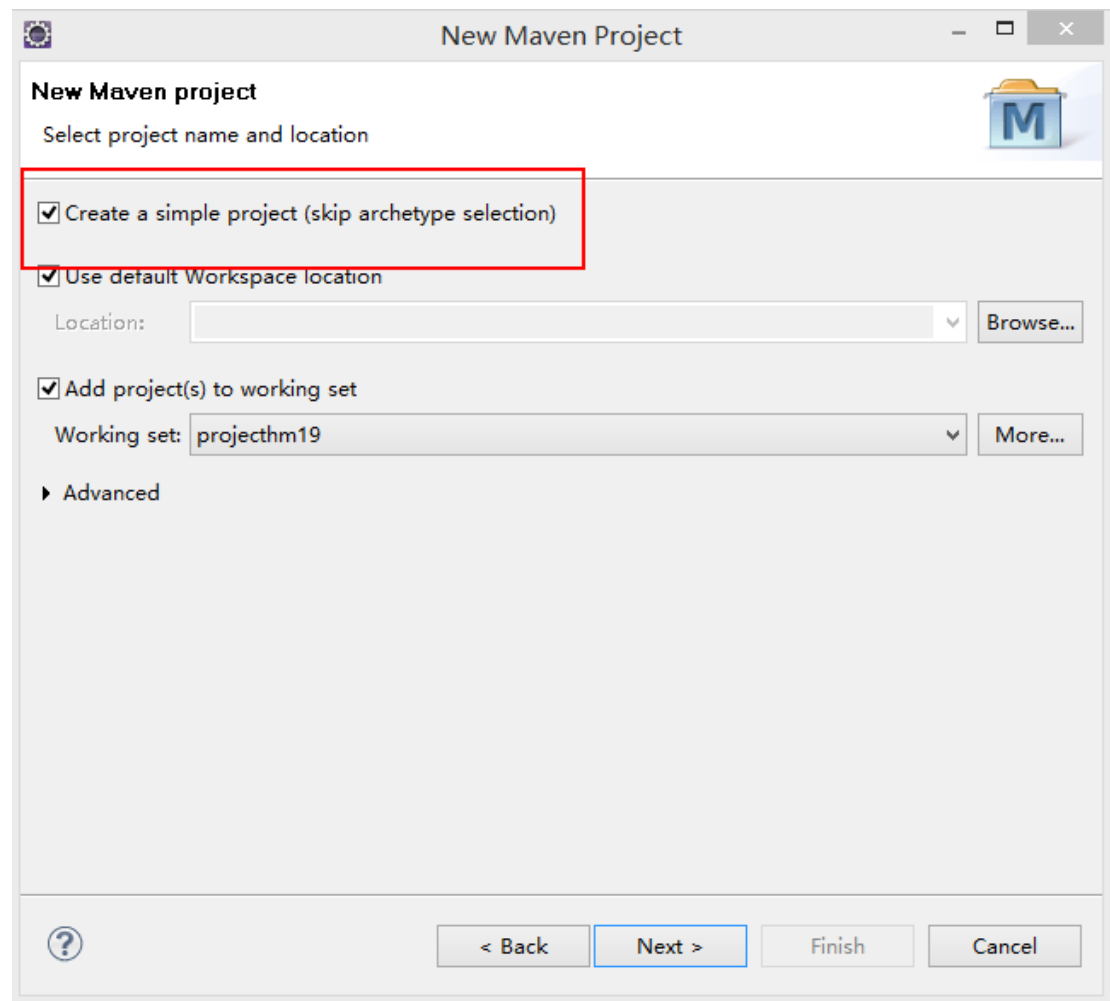 New Maven Project
New Maven project
Select project name and location
M
Create a simple project (skip archetype selection)
Use default Workspace location
Location:
Browse...
Add project(s) to working set
Working set: projecthm19
More...
Advanced
?
< Back
Next >
Finish
Cancel